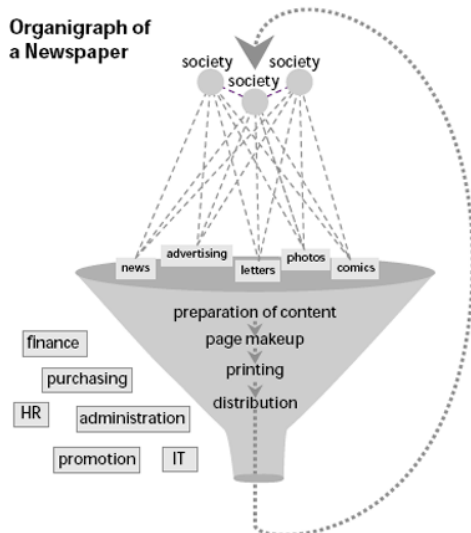 Organigraph of
a Newspaper
society
society
society
news
advertising
letters
photos
comics
preparation of content
page makeup
printing
distribution
finance
purchasing
HR
administration
promotion
IT